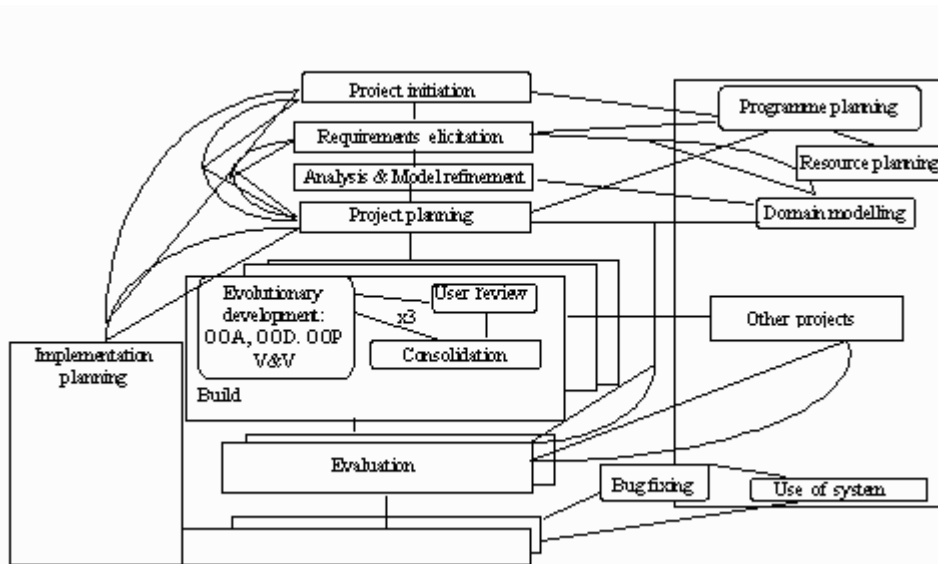 Project initiation
Programme planning
Requirements elicitation
Resource planning
Analysis & Model refinement
Project planning
Domain modelling
Evolutionary
development:
OOA, OOD. OOP
V&V
User review
x3
Consolidation
Build
Other projects
Implementation
planning
Evaluation
Bug fixing
Use of system